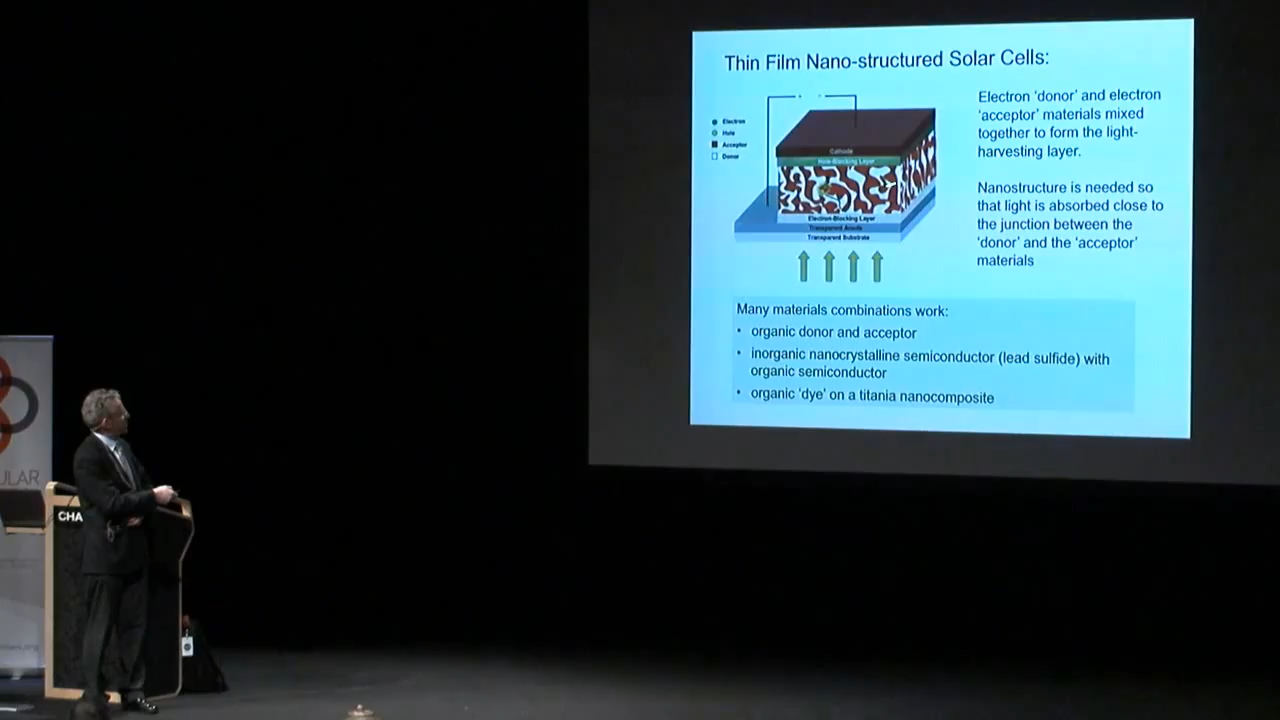 Thin Film Nano-structured Solar Cells:
Electron
Hole
Acceptor
Donor
Cathode
Hole-Blocking Layer
Electron-Blocking Layer
Transparent Anode
Transparent Substrate
Electron ‘donor’ and electron
‘acceptor’ materials mixed
together to form the light-
harvesting layer.
Nanostructure is needed so
that light is absorbed close to
the junction between the
‘donor’ and the ‘acceptor’
materials
Many materials combinations work:
• organic donor and acceptor
• inorganic nanocrystalline semiconductor (lead sulfide) with
organic semiconductor
• organic ‘dye’ on a titania nanocomposite
ULAR
CHA